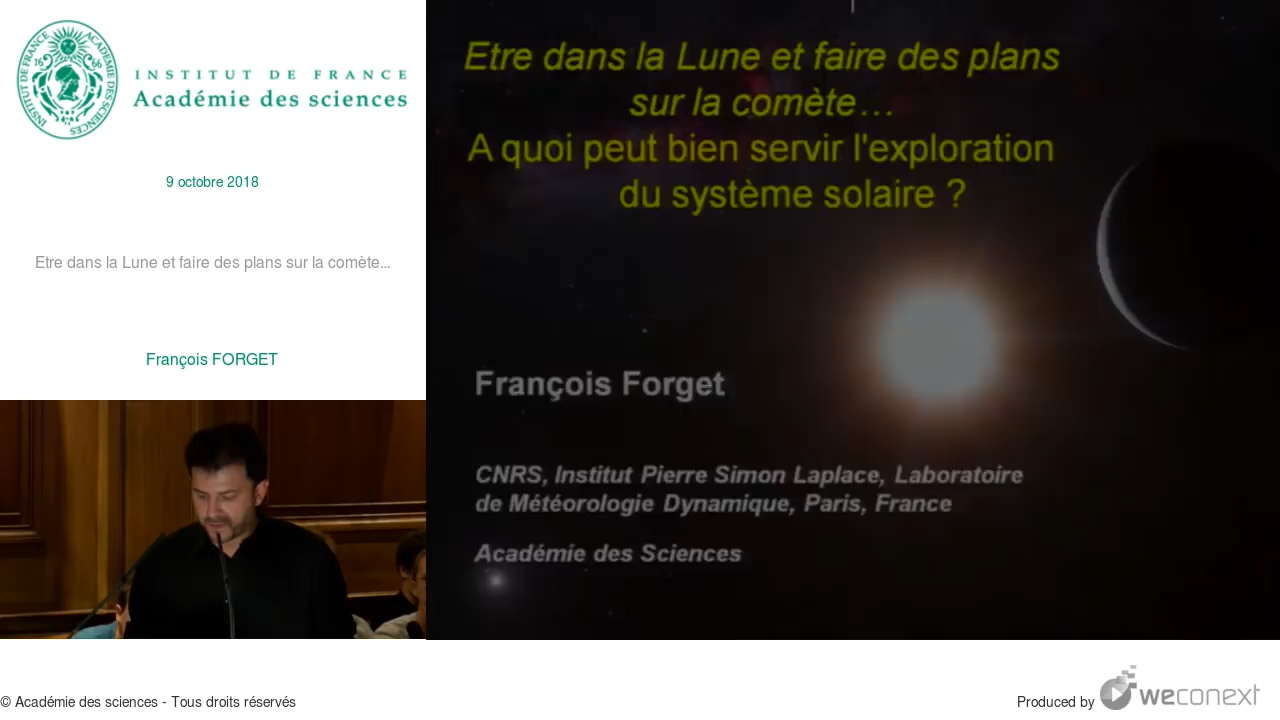 INSTITUT DE FRANCE
Académie des sciences
9 octobre 2018
Etre dans la Lune et faire des plans sur la comète...
François FORGET
Etre dans la Lune et faire des plans
sur la comète…
A quoi peut bien servir l'exploration
du système solaire ?
François Forget
CNRS, Institut Pierre Simon Laplace, Laboratoire
de Météorologie Dynamique, Paris, France
Académie des Sciences
© Académie des sciences - Tous droits réservés
Produced by weconext